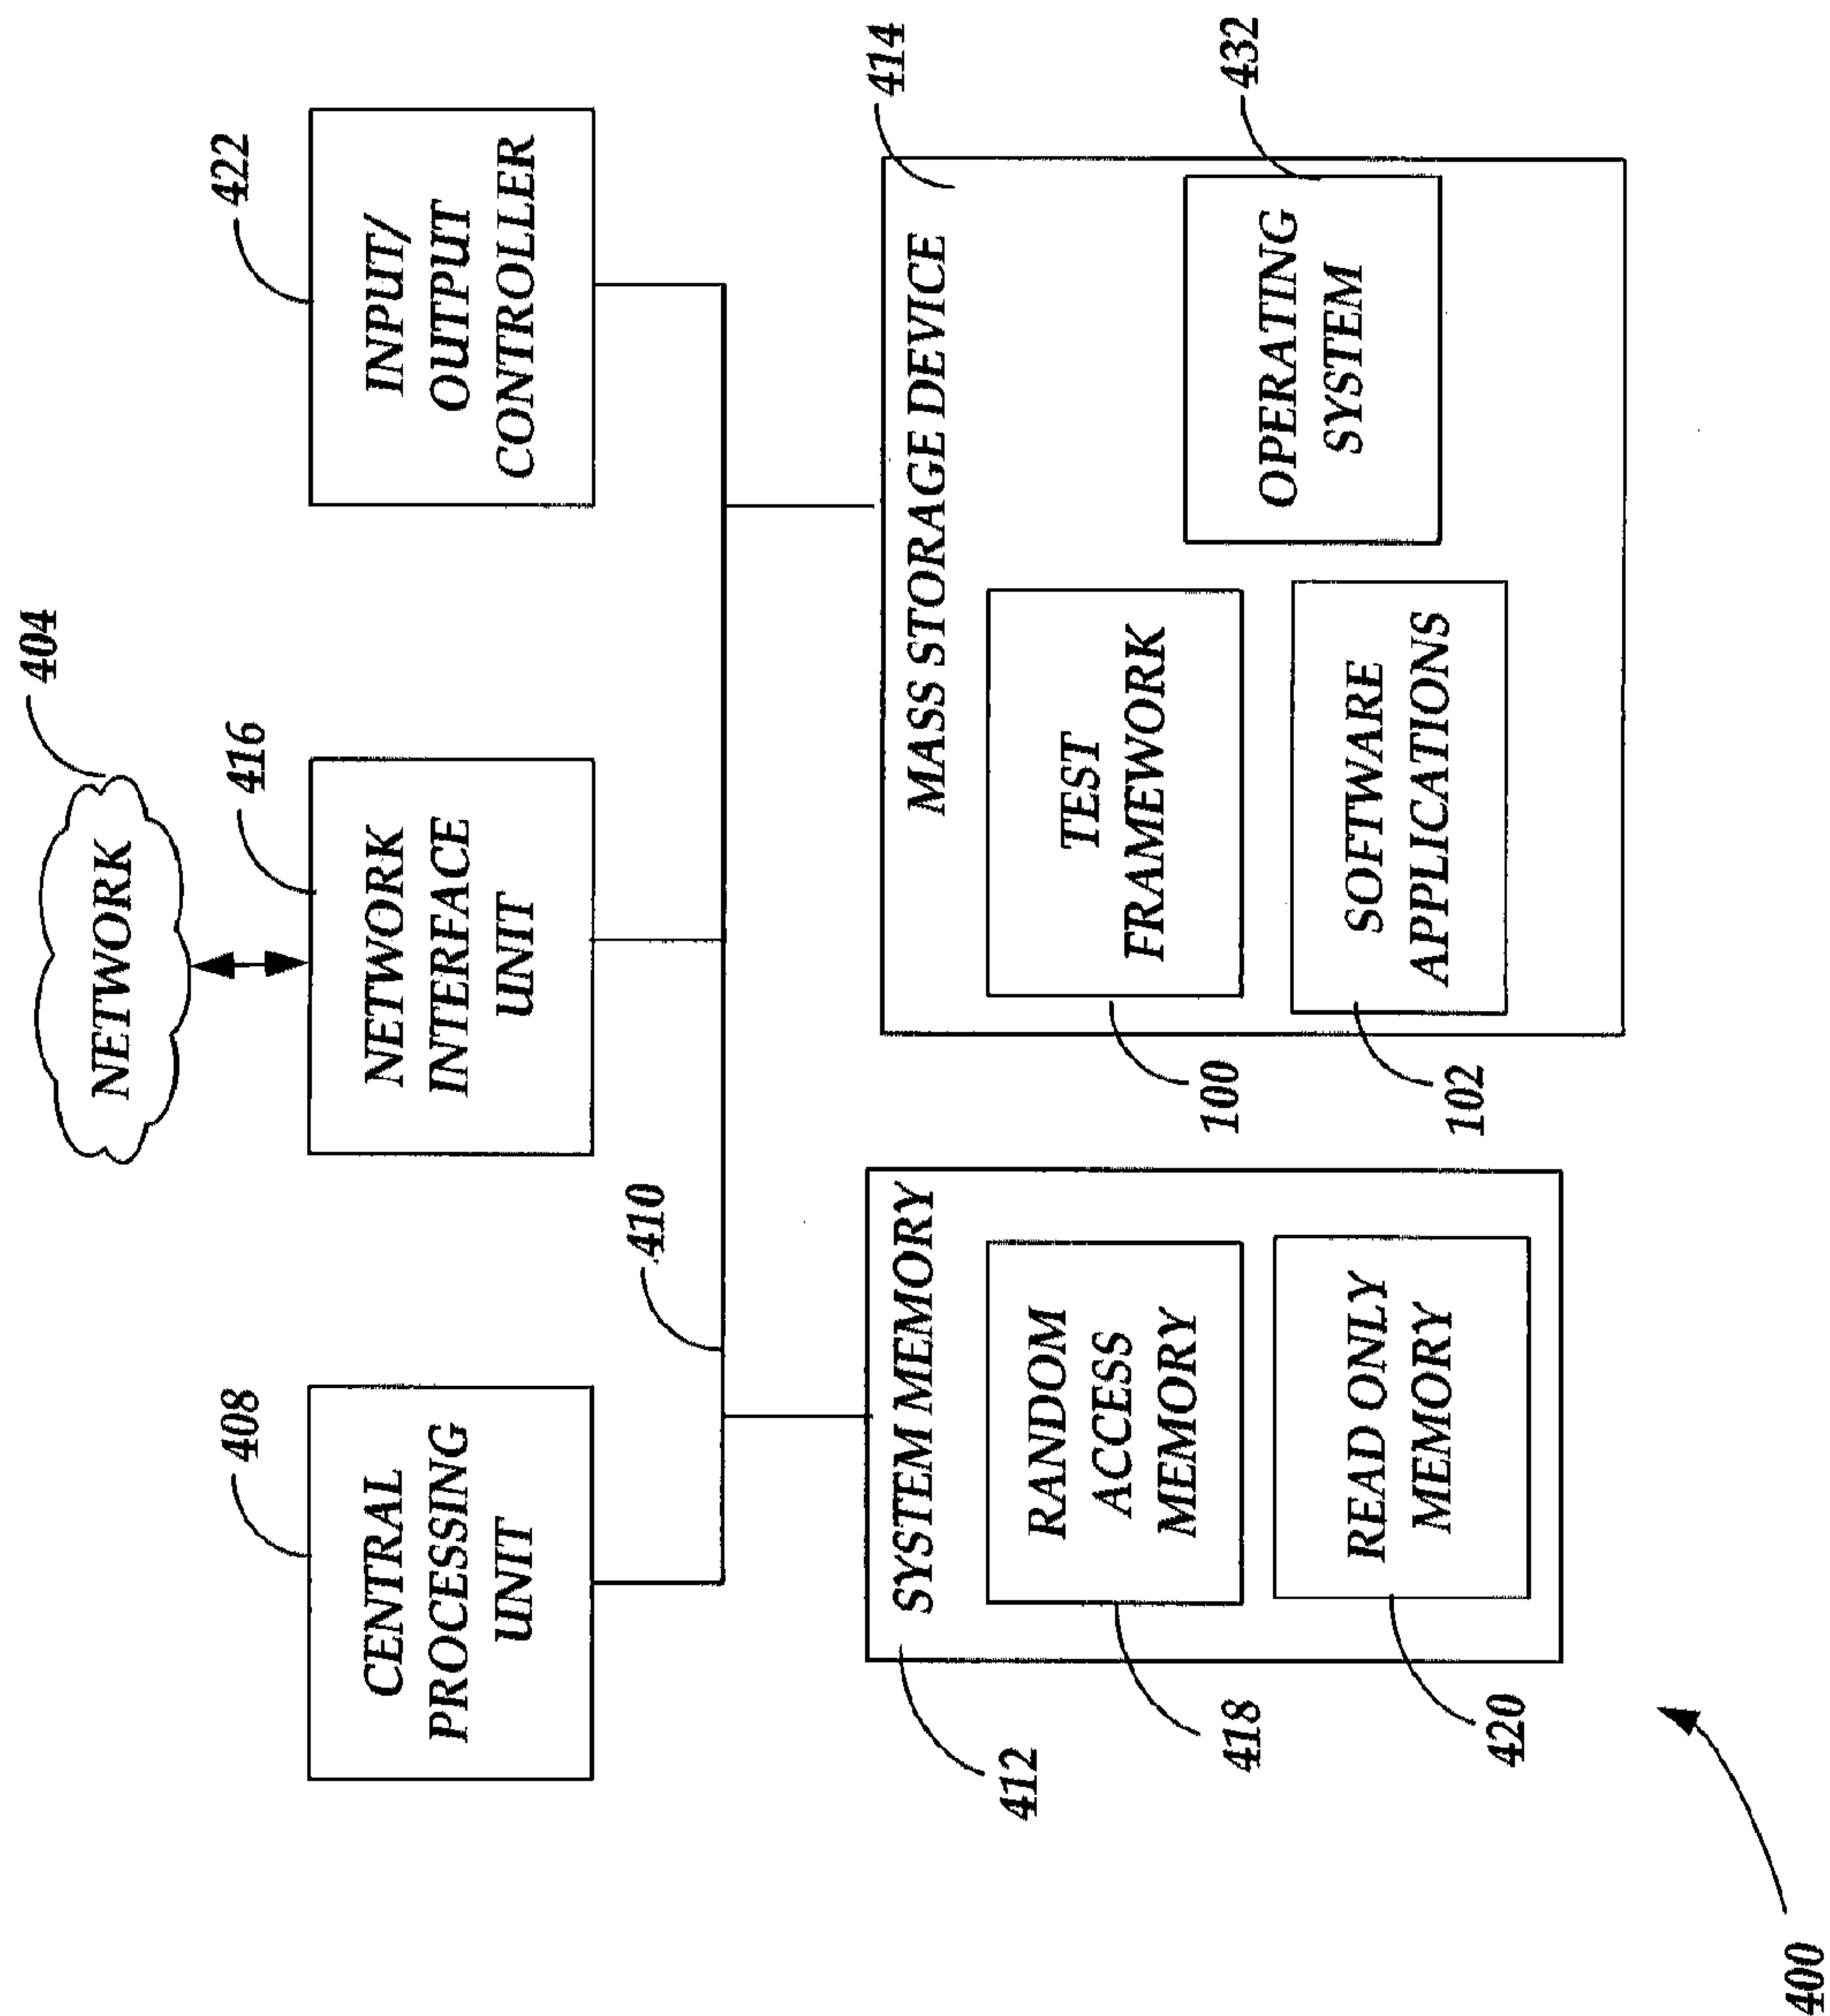 404
NETWORK
408
416
422
CENTRAL
PROCESSING
UNIT
NETWORK
INTERFACE
UNIT
INPUT/
OUTPUT
CONTROLLER
410
412
SYSTEM MEMORY
RANDOM
ACCESS
MEMORY
418
READ ONLY
MEMORY
420
414
MASS STORAGE DEVICE
TEST
FRAMEWORK
100
OPERATING
SYSTEM
432
SOFTWARE
APPLICATIONS
102
400